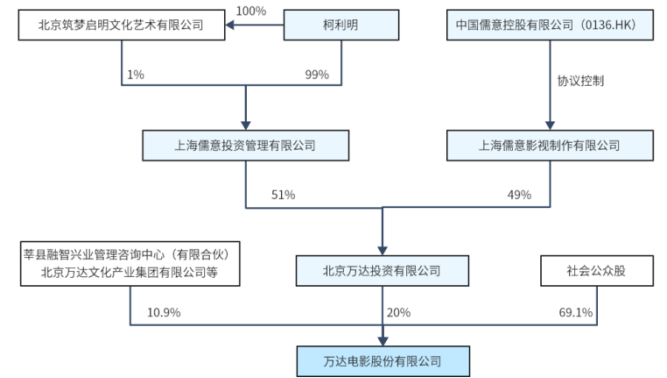 北京筑梦启明文化艺术有限公司
100%
柯利明
中国儒意控股有限公司（0136.HK）
1%
99%
协议控制
上海儒意投资管理有限公司
上海儒意影视制作有限公司
51%
49%
莘县融智兴业管理咨询中心（有限合伙）
北京万达文化产业集团有限公司等
北京万达投资有限公司
社会公众股
10.9%
20%
69.1%
万达电影股份有限公司